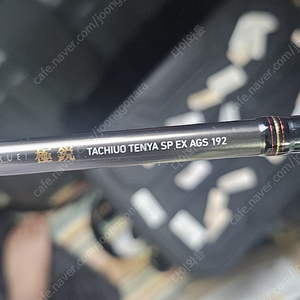 極鋭 TACHIUO TENYA SP EX AGS 192
cafe.naver.com/joonggonara